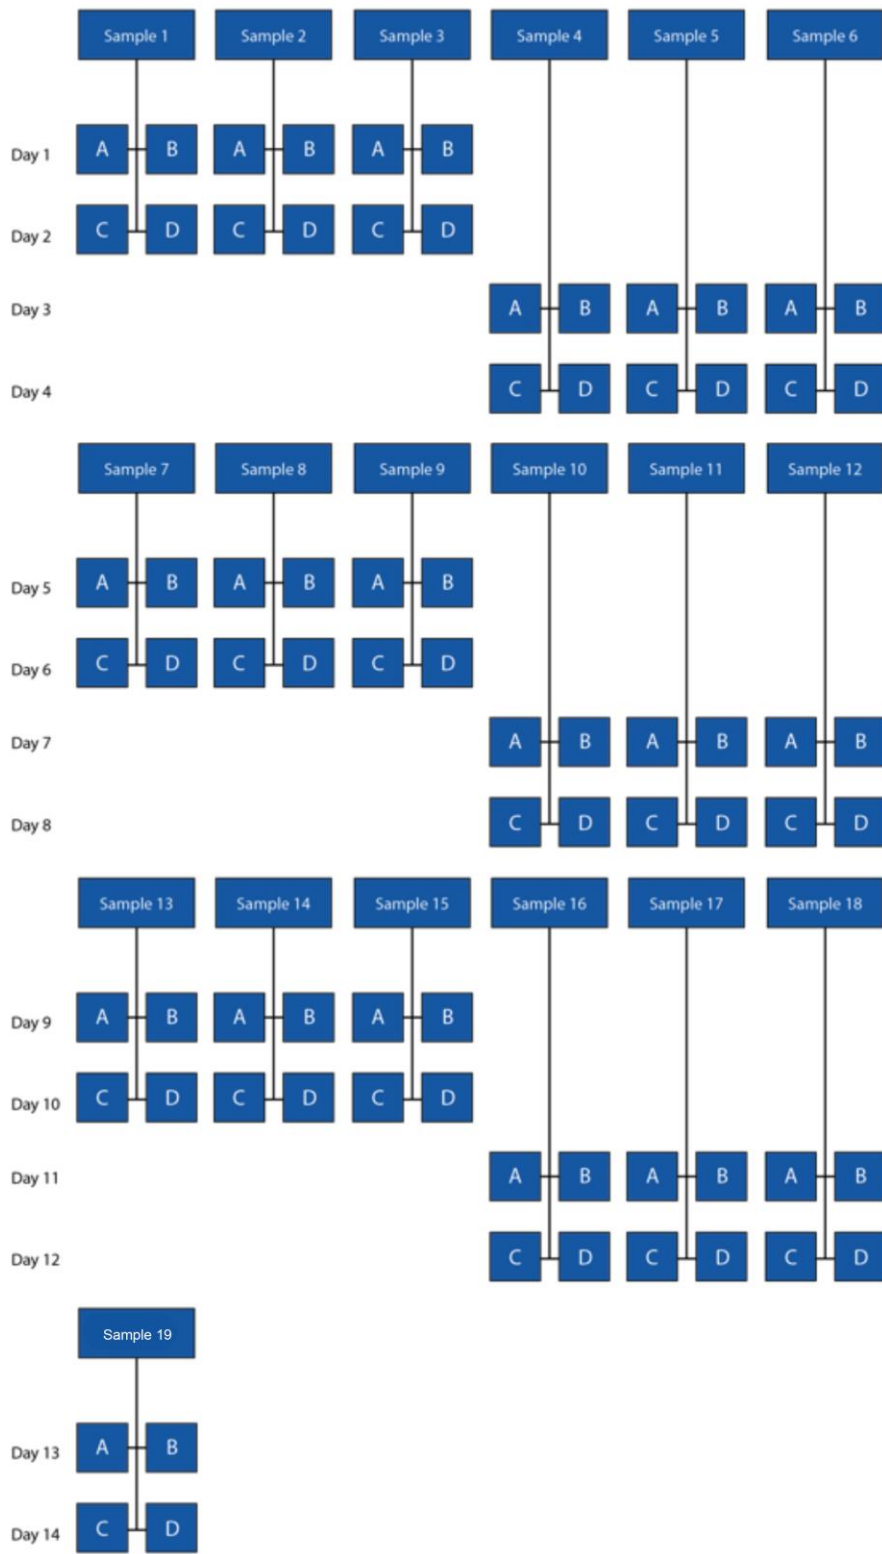 Sample 1 Sample 2 Sample 3 Sample 4 Sample 5 Sample 6
Day 1 A B A B A B
Day 2 C D C D C D
Day 3 A B A B A B
Day 4 C D C D C D
Sample 7 Sample 8 Sample 9 Sample 10 Sample 11 Sample 12
Day 5 A B A B A B
Day 6 C D C D C D
Day 7 A B A B A B
Day 8 C D C D C D
Sample 13 Sample 14 Sample 15 Sample 16 Sample 17 Sample 18
Day 9 A B A B A B
Day 10 C D C D C D
Day 11 A B A B A B
Day 12 C D C D C D
Sample 19
Day 13 A B
Day 14 C D